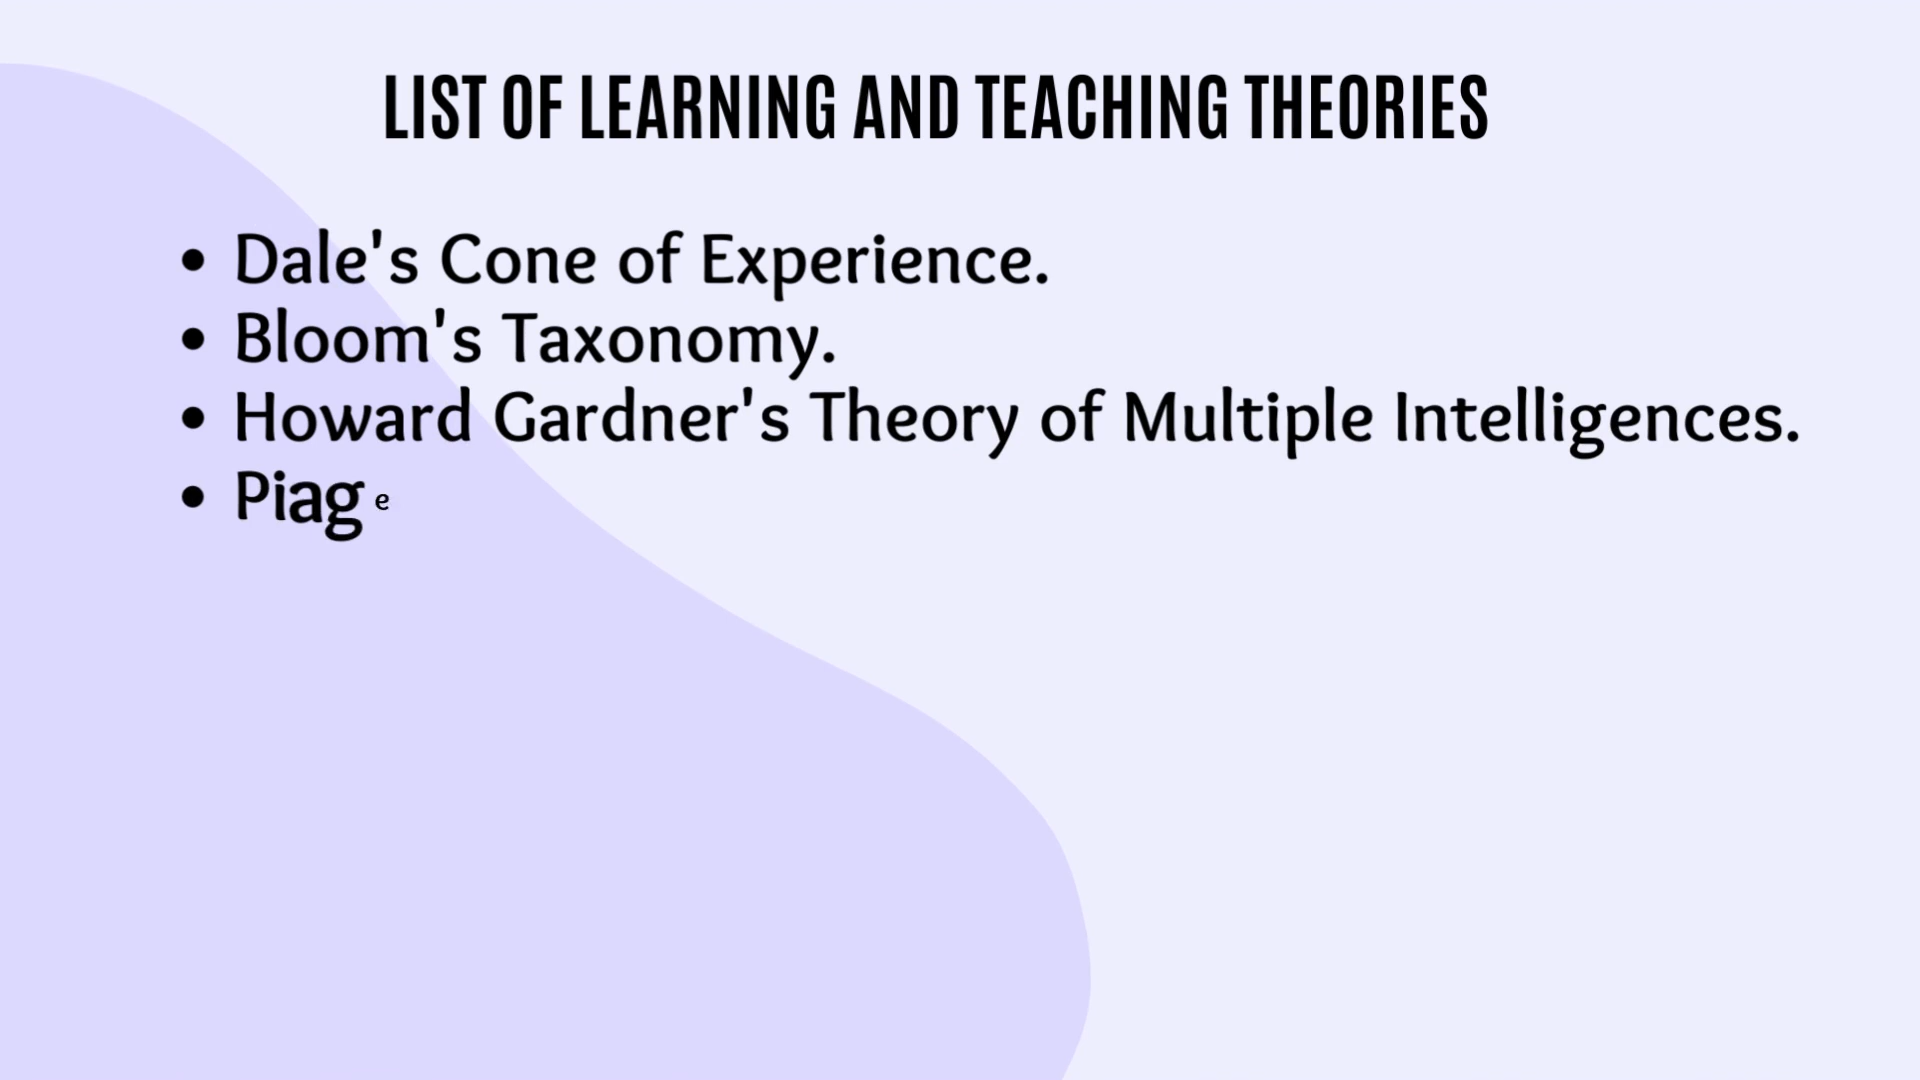 LIST OF LEARNING AND TEACHING THEORIES
• Dale's Cone of Experience.
• Bloom's Taxonomy.
• Howard Gardner's Theory of Multiple Intelligences.
• Piage